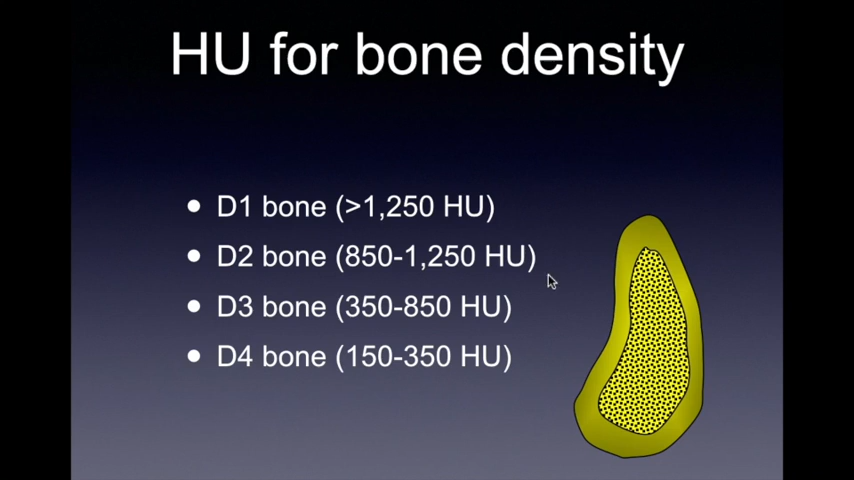 HU for bone density
• D1 bone (>1,250 HU)
• D2 bone (850-1,250 HU)
• D3 bone (350-850 HU)
• D4 bone (150-350 HU)